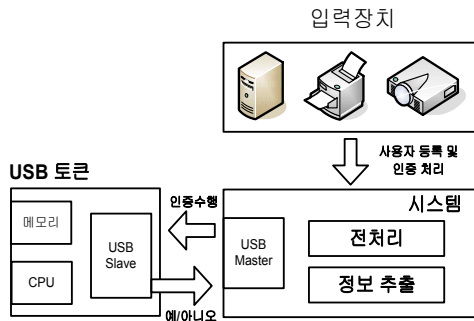 입력장치
사용자 등록 및
인증 처리
USB 토큰
메모리
CPU
USB
Slave
인증수행
예/아니오
시스템
USB
Master
전처리
정보 추출